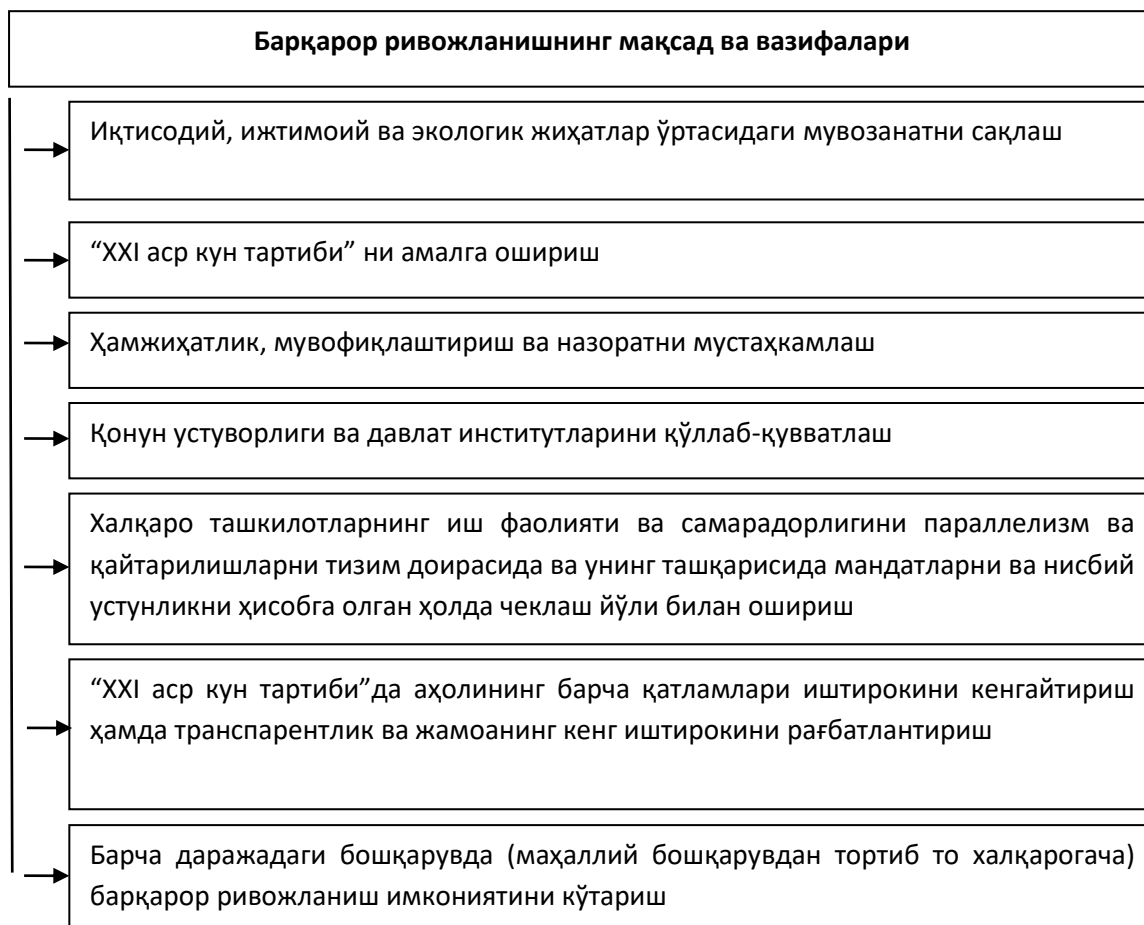 Барқарор ривожланишнинг мақсад ва вазифалари
Иқтисодий, ижтимоий ва экологик жиҳатлар ўртасидаги мувозанатни сақлаш
“XXI аср кун тартиби” ни амалга ошириш
Ҳамжиҳатлик, мувофиқлаштириш ва назоратни мустаҳкамлаш
Қонун устуворлиги ва давлат институтларини қўллаб-қувватлаш
Халқаро ташкилотларнинг иш фаолияти ва самарадорлигини параллелизм ва
қайтарилишларни тизим доирасида ва унинг ташқарисида мандатларни ва нисбий
устунликни ҳисобга олган ҳолда чеклаш йўли билан ошириш
“XXI аср кун тартиби”да аҳолининг барча қатламлари иштирокини кенгайтириш
ҳамда транспарентлик ва жамоанинг кенг иштирокини рағбатлантириш
Барча даражадаги бошқарувда (маҳаллий бошқарувдан тортиб то халқарогача)
барқарор ривожланиш имкониятини кўтариш